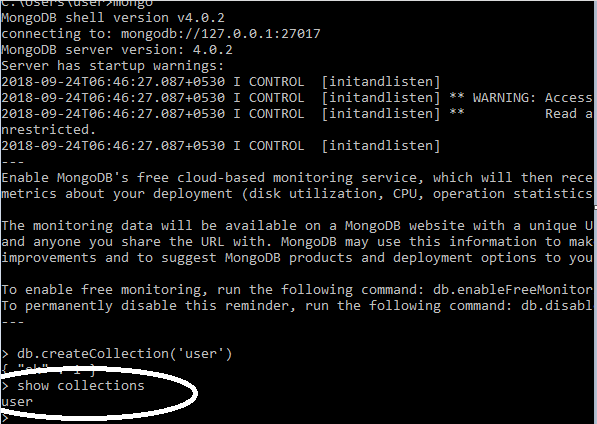 C:\Users\user>mongo
MongoDB shell version v4.0.2
connecting to: mongodb://127.0.0.1:27017
MongoDB server version: 4.0.2
Server has startup warnings:
2018-09-24T06:46:27.087+0530 I CONTROL  [initandlisten]
2018-09-24T06:46:27.087+0530 I CONTROL  [initandlisten] ** WARNING: Access
2018-09-24T06:46:27.087+0530 I CONTROL  [initandlisten] **          Read a
nrestricted.
2018-09-24T06:46:27.087+0530 I CONTROL  [initandlisten]
---
Enable MongoDB's free cloud-based monitoring service, which will then rece
metrics about your deployment (disk utilization, CPU, operation statistics
The monitoring data will be available on a MongoDB website with a unique U
and anyone you share the URL with. MongoDB may use this information to mak
improvements and to suggest MongoDB products and deployment options to you
To enable free monitoring, run the following command: db.enableFreeMonitor
To permanently disable this reminder, run the following command: db.disabl
---
> db.createCollection('user')
{ "ok" : 1 }
> show collections
user
>